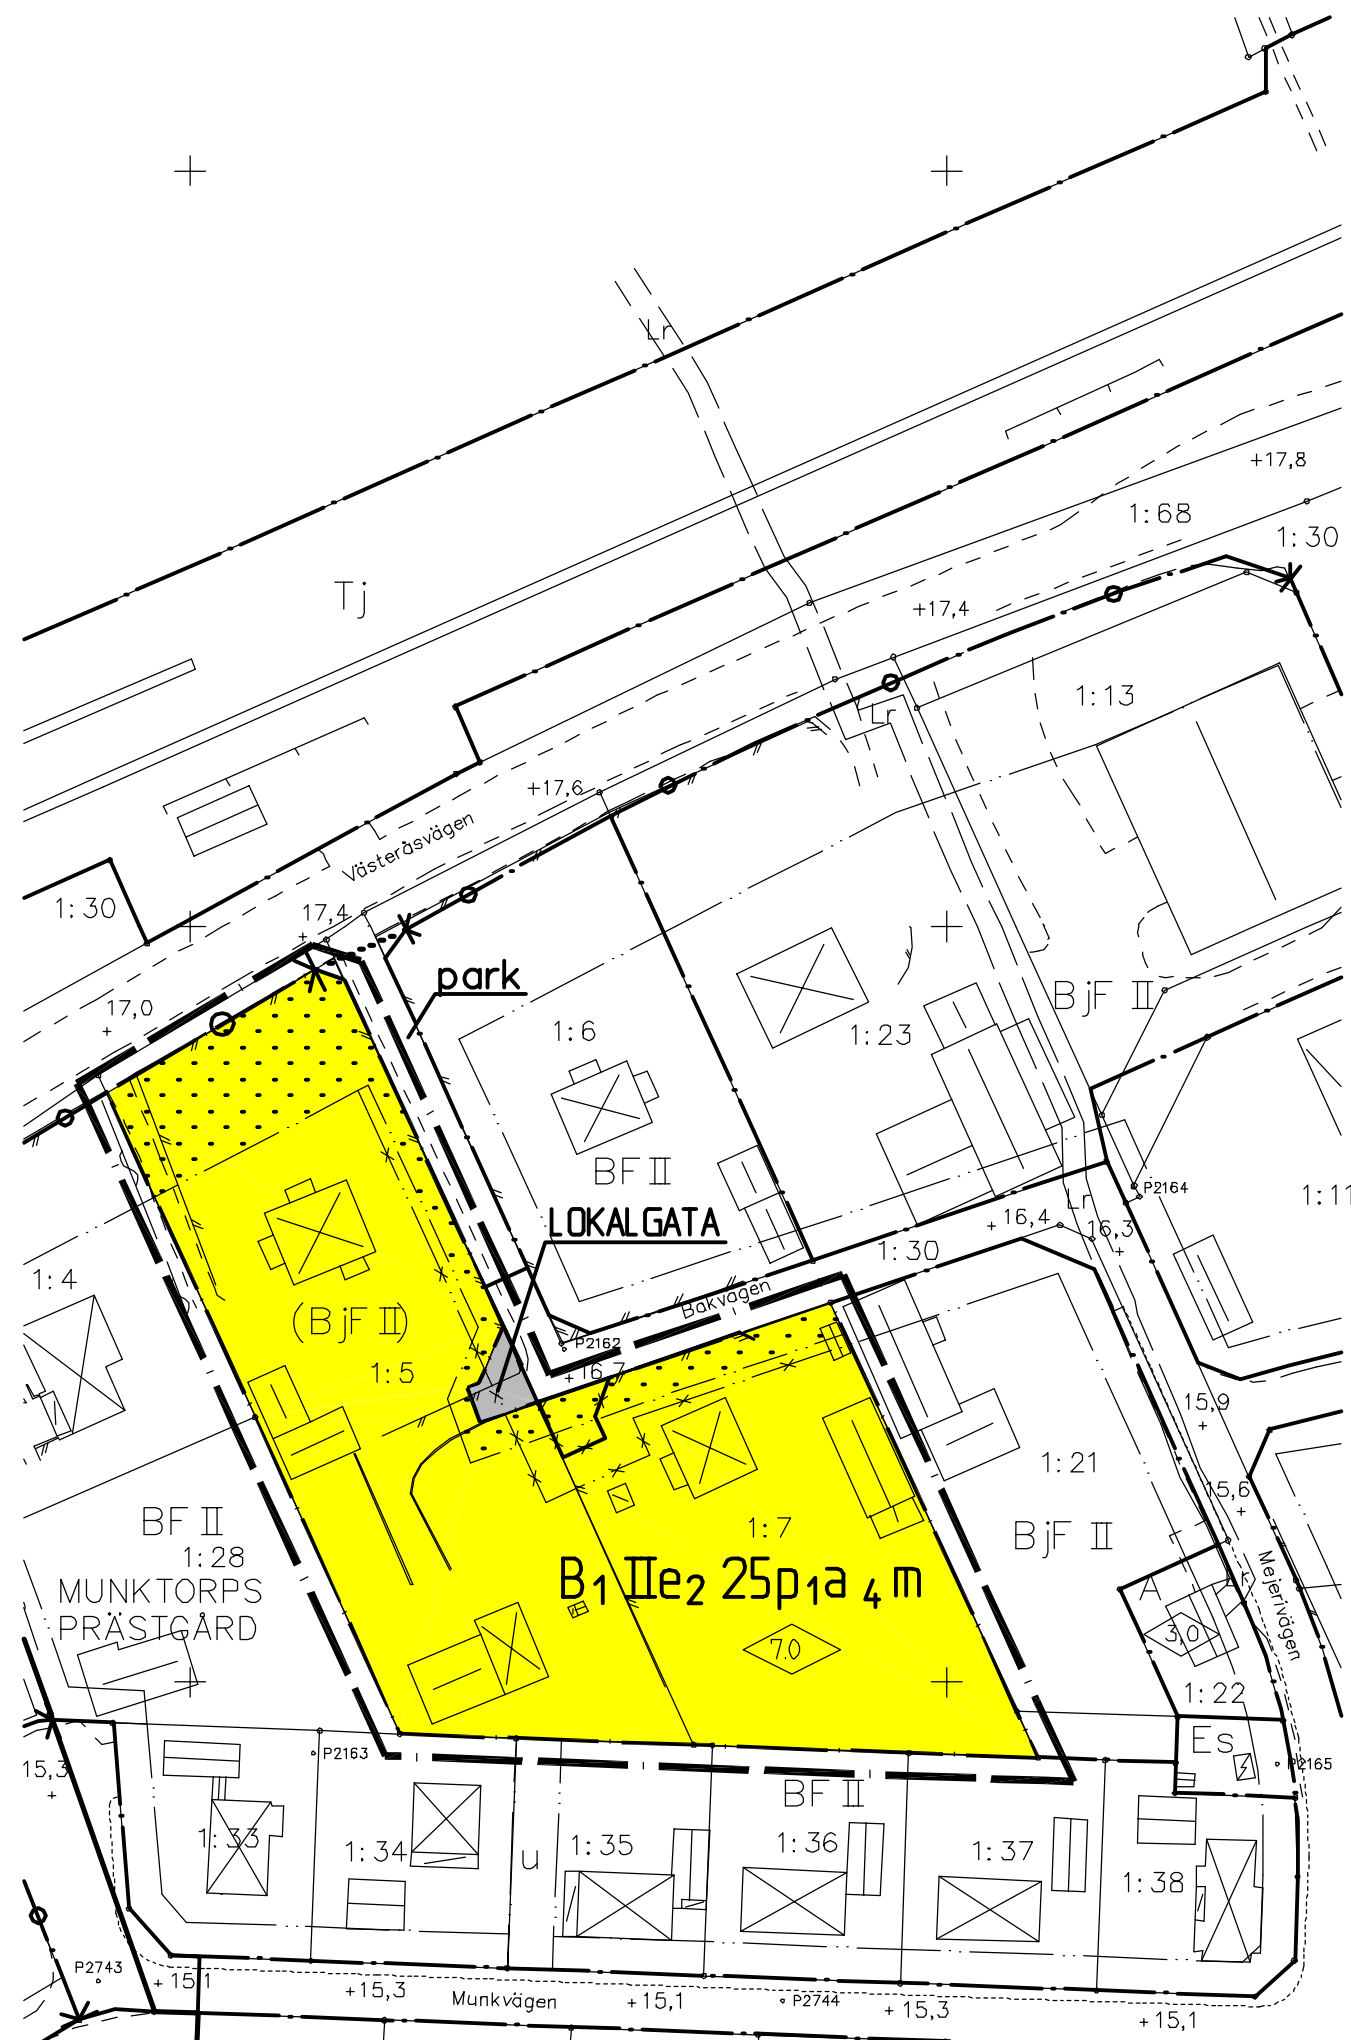 Lr
+17,8
1:68
1:30
Tj
+17,4
1:13
Lr
+17,6
Västeråsvägen
1:30
17,4
+
park
BjF II
17,0
+
1:6
1:23
BF II
P2164
1:11
Lr
LOKALGATA
+ 16,4
16,3
+
1:30
1:4
Bakvägen
(BjF II)
P2162
1:5
+16,7
15,9
+
1:21
15,6
+
BF II
1:28
1:7
BjF II
MUNKTORPS
PRÄSTGÅRD
B1 IIe2 25p1a4m
A
Lr
Mejerivägen
7.0
3,0
1:22
Es
15,3
+
P2163
P2165
BF II
1:33
1:34
u
1:35
1:36
1:37
1:38
P2743
+15,1
+15,3
Munkvägen
+15,1
P2744
+15,3
+15,1